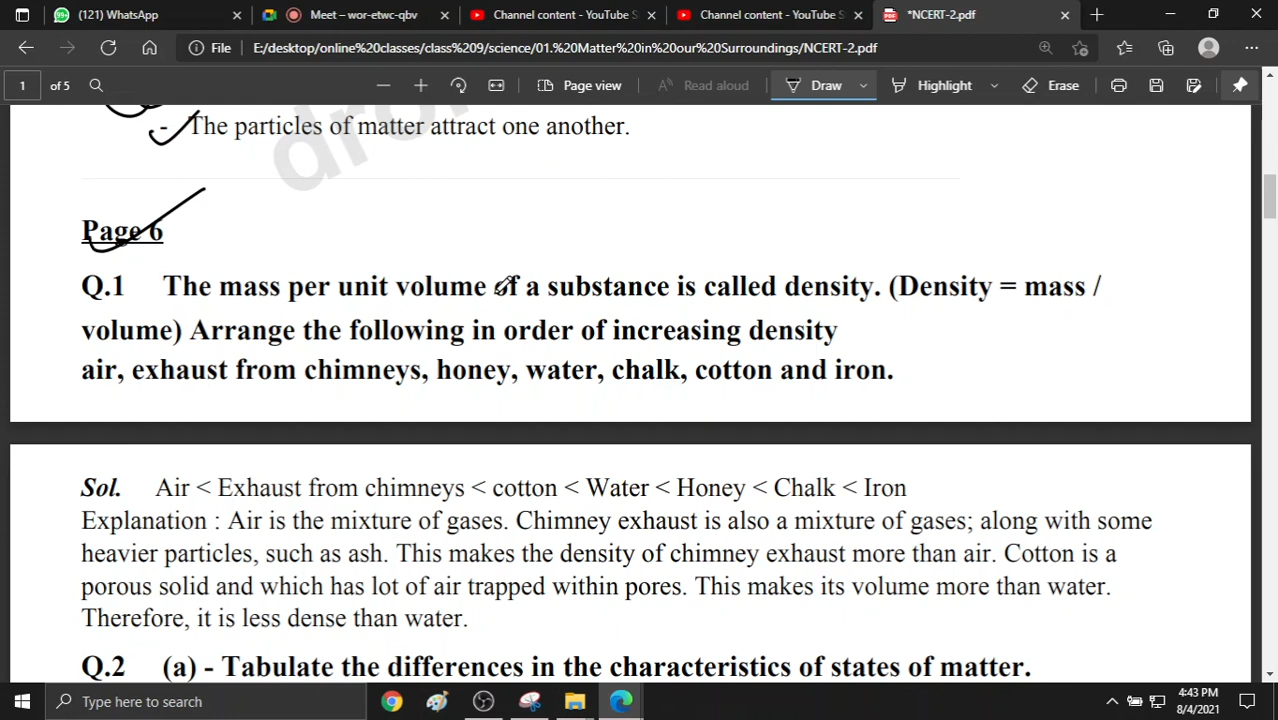 (121) WhatsApp
Meet – wor-etwc-qbv
Channel content - YouTube S
Channel content - YouTube S
*NCERT-2.pdf
File
E:/desktop/online%20classes/class%209/science/01.%20Matter%20in%20our%20Surroundings/NCERT-2.pdf
1 of 5
Page view
Read aloud
Draw
Highlight
Erase
- The particles of matter attract one another.
Page 6
Q.1 The mass per unit volume of a substance is called density. (Density = mass /
volume) Arrange the following in order of increasing density
air, exhaust from chimneys, honey, water, chalk, cotton and iron.
Sol. Air < Exhaust from chimneys < cotton < Water < Honey < Chalk < Iron
Explanation : Air is the mixture of gases. Chimney exhaust is also a mixture of gases; along with some
heavier particles, such as ash. This makes the density of chimney exhaust more than air. Cotton is a
porous solid and which has lot of air trapped within pores. This makes its volume more than water.
Therefore, it is less dense than water.
Q.2 (a) - Tabulate the differences in the characteristics of states of matter.
Type here to search
4:43 PM
8/4/2021